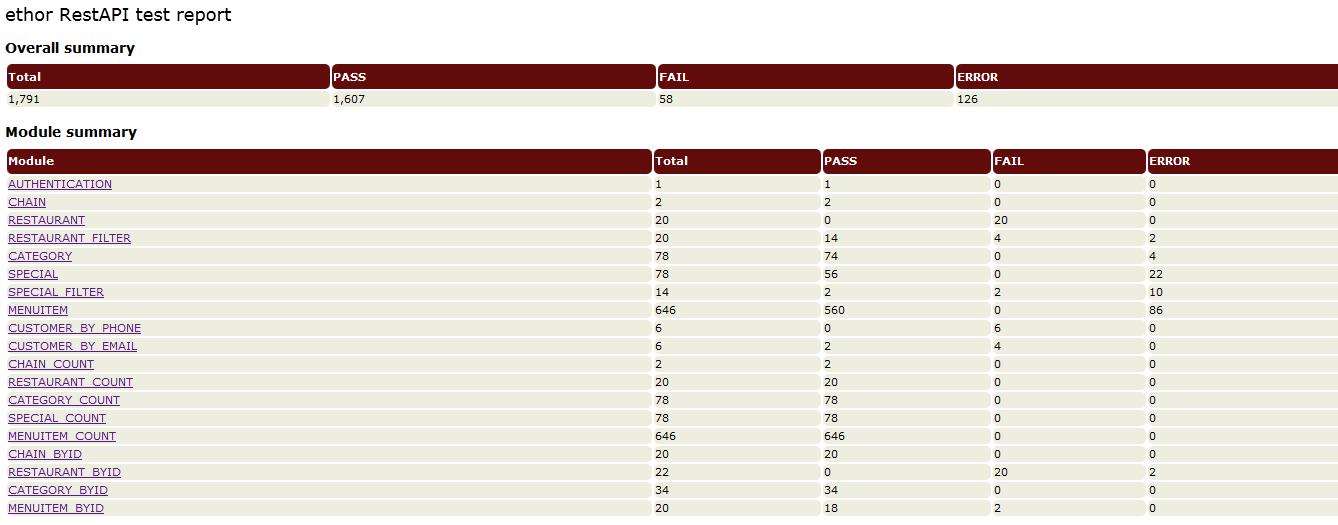 ethor RestAPI test report
Overall summary
Total PASS FAIL ERROR
1,791 1,607 58 126
Module summary
Module Total PASS FAIL ERROR
AUTHENTICATION 1 1 0 0
CHAIN 2 2 0 0
RESTAURANT 20 0 20 0
RESTAURANT_FILTER 20 14 4 2
CATEGORY 78 74 0 4
SPECIAL 78 56 0 22
SPECIAL_FILTER 14 2 2 10
MENUITEM 646 560 0 86
CUSTOMER_BY_PHONE 6 0 6 0
CUSTOMER_BY_EMAIL 6 2 4 0
CHAIN_COUNT 2 2 0 0
RESTAURANT_COUNT 20 20 0 0
CATEGORY_COUNT 78 78 0 0
SPECIAL_COUNT 78 78 0 0
MENUITEM_COUNT 646 646 0 0
CHAIN_BYID 20 20 0 0
RESTAURANT_BYID 22 0 20 2
CATEGORY_BYID 34 34 0 0
MENUITEM_BYID 20 18 2 0